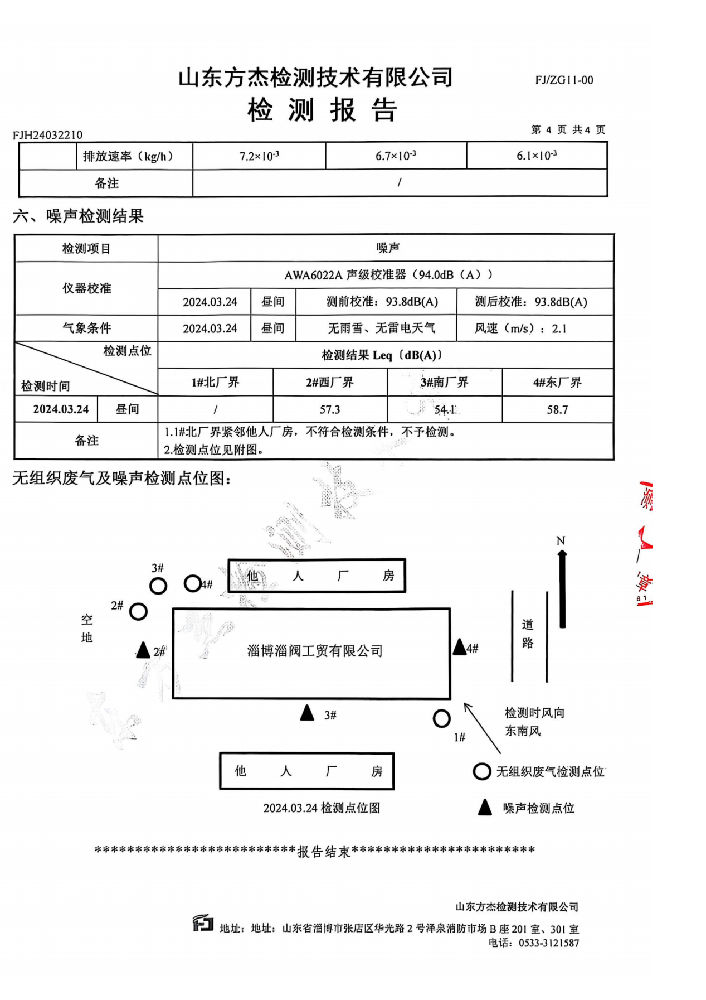 山东方杰检测技术有限公司
FJ/ZG11-00
检 测 报 告
FJH24032210
第 4 页 共 4 页
排放速率（kg/h） 7.2×10-3 6.7×10-3 6.1×10-3
备注 /
六、噪声检测结果
检测项目 噪声
仪器校准 AWA6022A 声级校准器（94.0dB（A））
2024.03.24 昼间 测前校准：93.8dB(A) 测后校准：93.8dB(A)
气象条件 2024.03.24 昼间 无雨雪、无雷电天气 风速（m/s）：2.1
检测点位 检测结果 Leq〔dB(A)〕
检测时间 1#北厂界 2#西厂界 3#南厂界 4#东厂界
2024.03.24 昼间 / 57.3 54.1 58.7
备注 1.1#北厂界紧邻他人厂房，不符合检测条件，不予检测。
2.检测点位见附图。
无组织废气及噪声检测点位图：
N
3#
4#
他 人 厂 房
2#
空地
道路
2#
淄博淄阀工贸有限公司
4#
3#
1#
检测时风向
东南风
他 人 厂 房
无组织废气检测点位
2024.03.24 检测点位图
噪声检测点位
*************************报告结束***********************
山东方杰检测技术有限公司
地址：地址：山东省淄博市张店区华光路 2 号泽泉消防市场 B 座 201 室、301 室
电话：0533-3121587
测
章